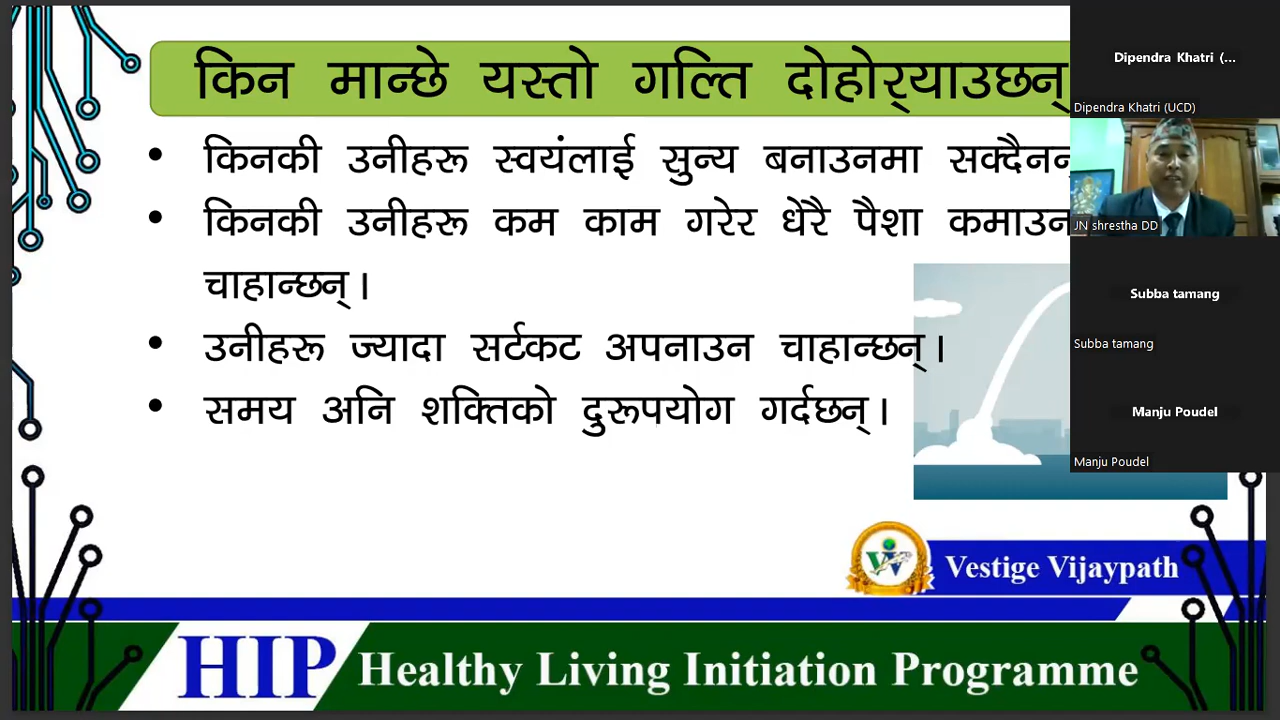 किन मान्छे यस्तो गल्ति दोहोर्‍याउछन्
• किनकी उनीहरू स्वयंलाई सुन्य बनाउनमा सक्दैनन्
• किनकी उनीहरू कम काम गरेर धेरै पैशा कमाउन
चाहान्छन्।
• उनीहरू ज्यादा सर्टकट अपनाउन चाहान्छन्।
• समय अनि शक्तिको दुरूपयोग गर्दछन्।
Vestige Vijaypath
HIP Healthy Living Initiation Programme
Dipendra Khatri (...
Dipendra Khatri (UCD)
JN shrestha DD
Subba tamang
Subba tamang
Manju Poudel
Manju Poudel